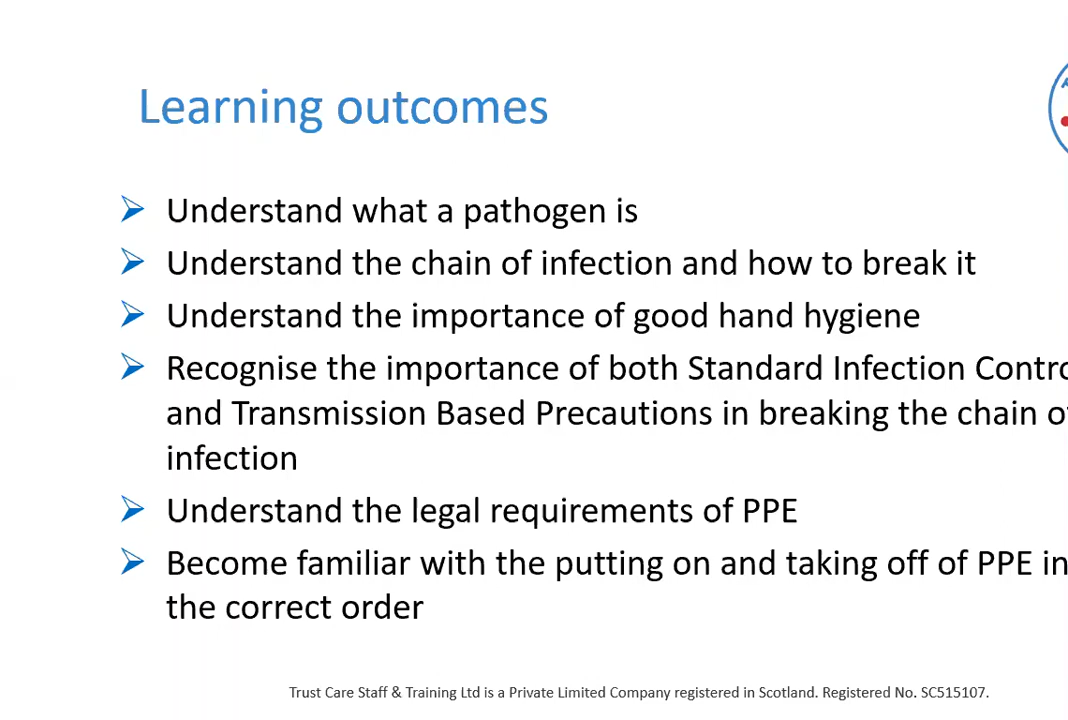 Learning outcomes
Understand what a pathogen is
Understand the chain of infection and how to break it
Understand the importance of good hand hygiene
Recognise the importance of both Standard Infection
and Transmission Based Precautions in breaking the chain
infection
Understand the legal requirements of PPE
Become familiar with the putting on and taking off of PPE in
the correct order
Trust Care Staff & Training Ltd is a Private Limited Company registered in Scotland. Registered No. SC515107.